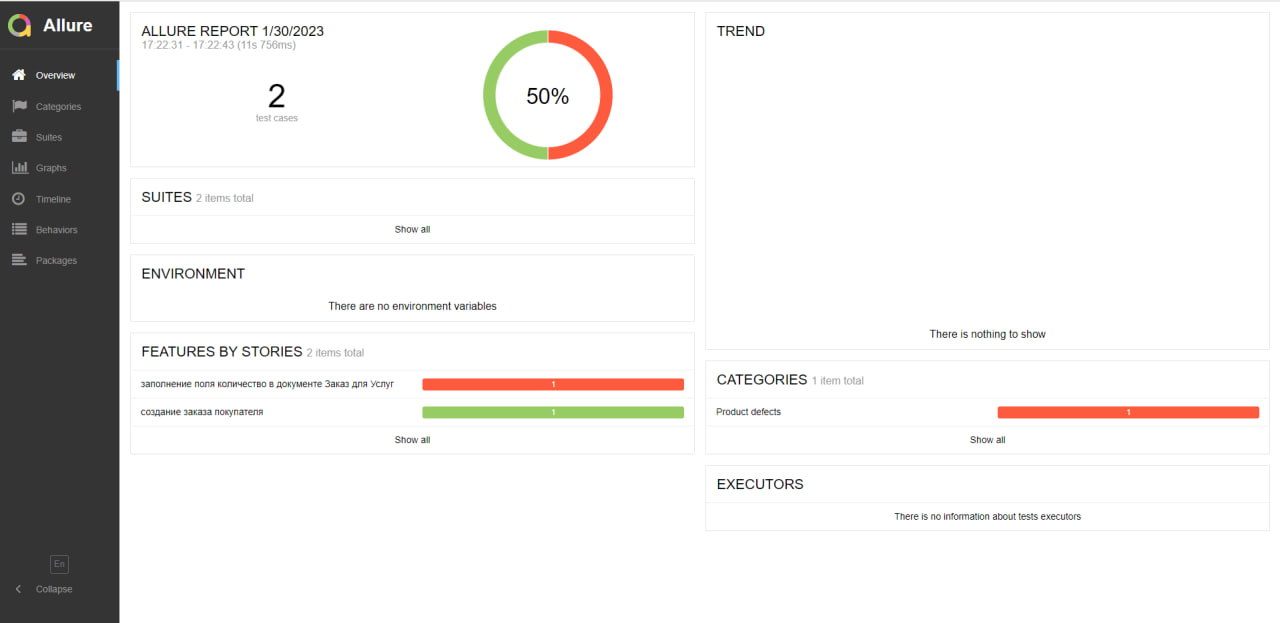 Allure
Overview
Categories
Suites
Graphs
Timeline
Behaviors
Packages
En
Collapse
ALLURE REPORT 1/30/2023
17:22:31 - 17:22:43 (11s 756ms)
2
test cases
50%
SUITES 2 items total
Show all
ENVIRONMENT
There are no environment variables
FEATURES BY STORIES 2 items total
заполнение поля количество в документе Заказ для Услуг 1
создание заказа покупателя 1
Show all
TREND
There is nothing to show
CATEGORIES 1 item total
Product defects 1
Show all
EXECUTORS
There is no information about tests executors